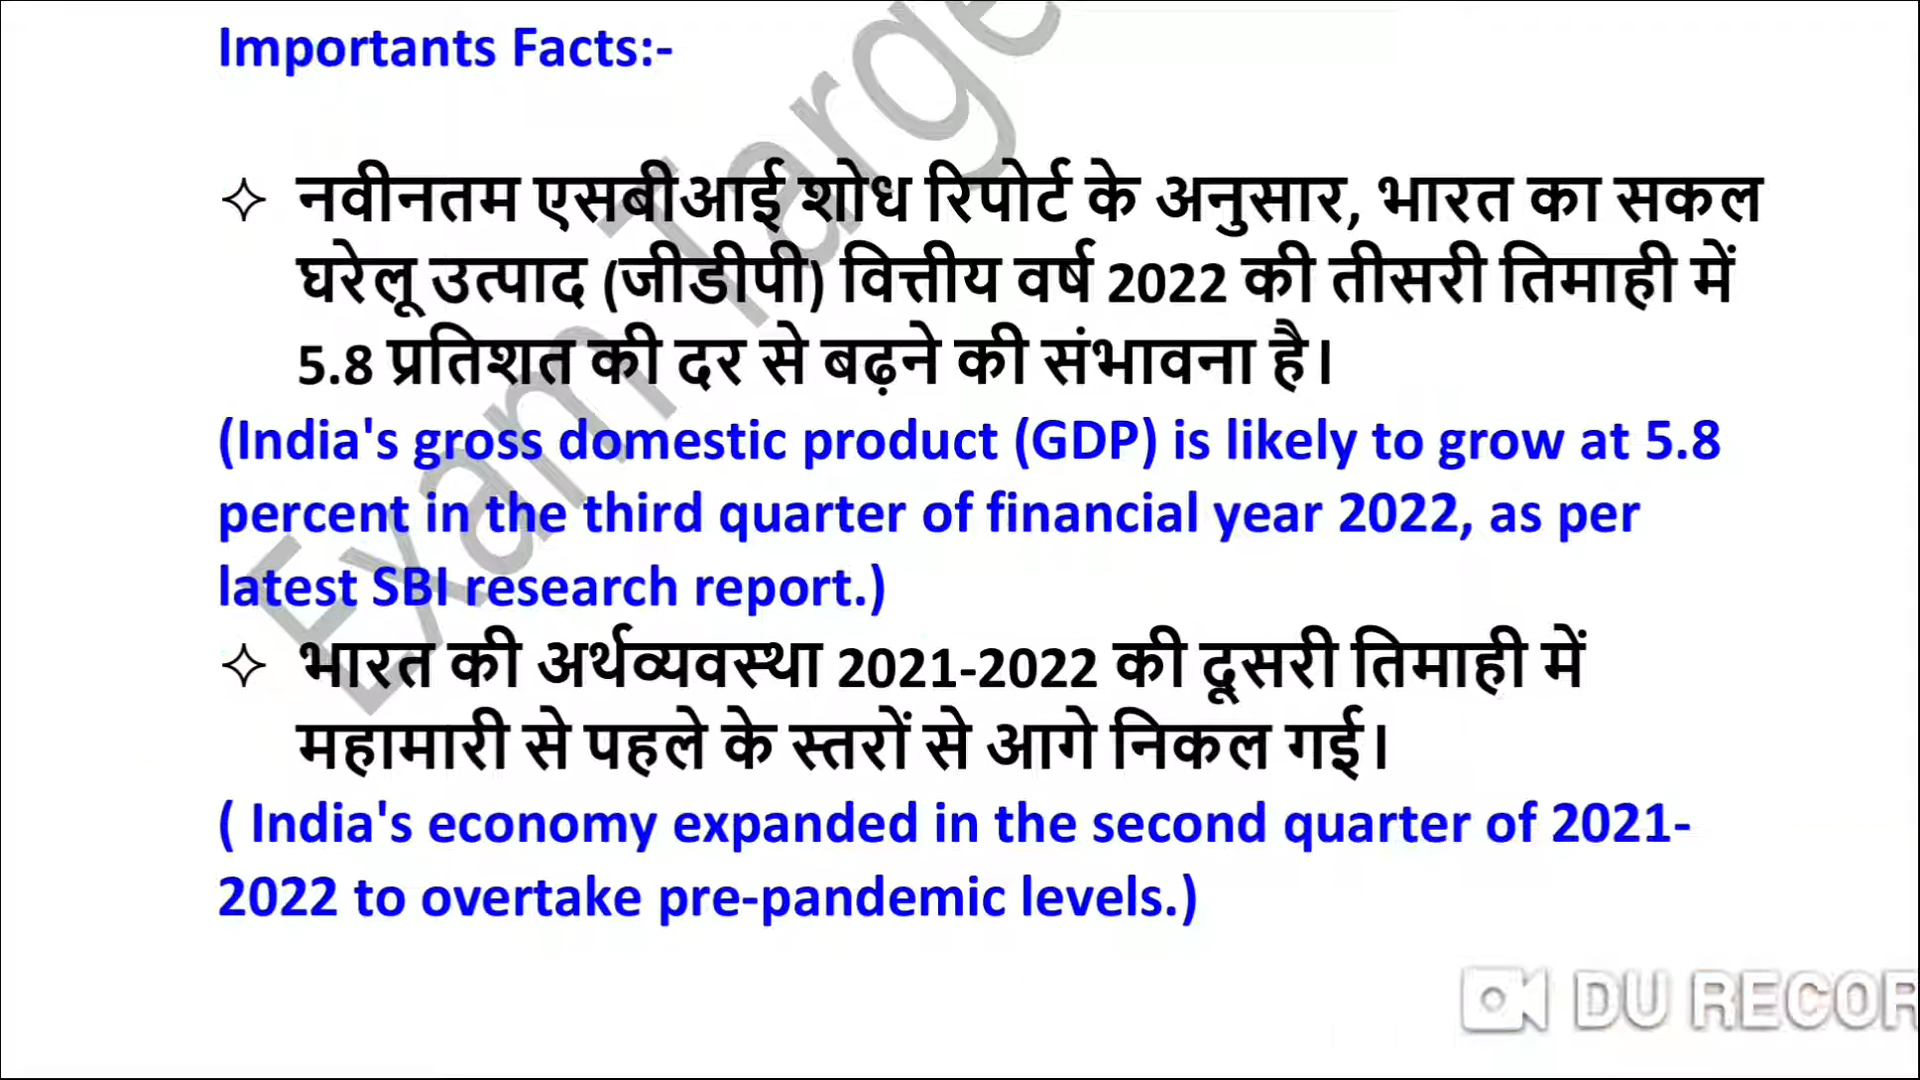 Importants Facts:-
✧ नवीनतम एसबीआई शोध रिपोर्ट के अनुसार, भारत का सकल
घरेलू उत्पाद (जीडीपी) वित्तीय वर्ष 2022 की तीसरी तिमाही में
5.8 प्रतिशत की दर से बढ़ने की संभावना है।
(India's gross domestic product (GDP) is likely to grow at 5.8
percent in the third quarter of financial year 2022, as per
latest SBI research report.)
✧ भारत की अर्थव्यवस्था 2021-2022 की दूसरी तिमाही में
महामारी से पहले के स्तरों से आगे निकल गई।
( India's economy expanded in the second quarter of 2021-
2022 to overtake pre-pandemic levels.)
Exam Targe
DU RECOR